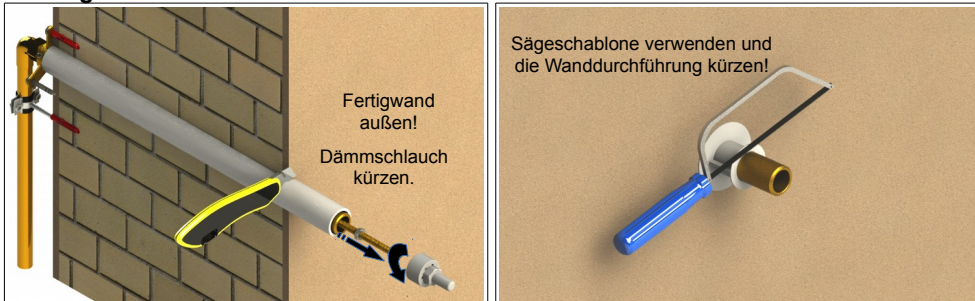 Fertigwand
außen!
Dämmschlauch
kürzen.
Sägeschablone verwenden und
die Wanddurchführung kürzen!